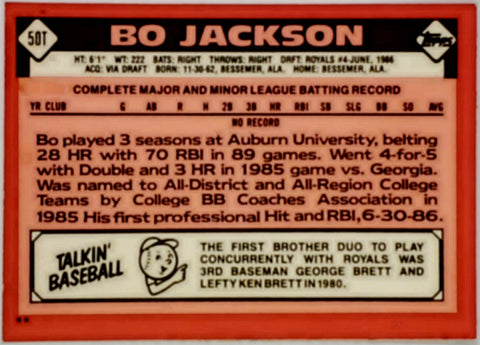 50T
BO JACKSON
TOPPS
HT: 6'1" WT: 222 BATS: RIGHT THROWS: RIGHT DRFT: ROYALS #4-JUNE, 1986
ACQ: VIA DRAFT BORN: 11-30-62, BESSEMER, ALA. HOME: BESSEMER, ALA.
COMPLETE MAJOR AND MINOR LEAGUE BATTING RECORD
YR CLUB G AB R H 2B 3B HR RBI SB SLG BB SO AVG
NO RECORD
Bo played 3 seasons at Auburn University, belting
28 HR with 70 RBI in 89 games. Went 4-for-5
with Double and 3 HR in 1985 game vs. Georgia.
Was named to All-District and All-Region College
Teams by College BB Coaches Association in
1985 His first professional Hit and RBI, 6-30-86.
TALKIN'
BASEBALL
THE FIRST BROTHER DUO TO PLAY
CONCURRENTLY WITH ROYALS WAS
3RD BASEMAN GEORGE BRETT AND
LEFTY KEN BRETT IN 1980.